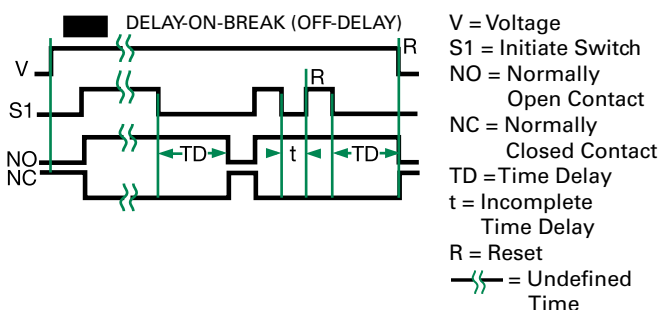 DELAY-ON-BREAK (OFF-DELAY)
V
R
S1
R
NO
NC
TD
t
TD
V = Voltage
S1 = Initiate Switch
NO = Normally
Open Contact
NC = Normally
Closed Contact
TD = Time Delay
t = Incomplete
Time Delay
R = Reset
= Undefined
Time